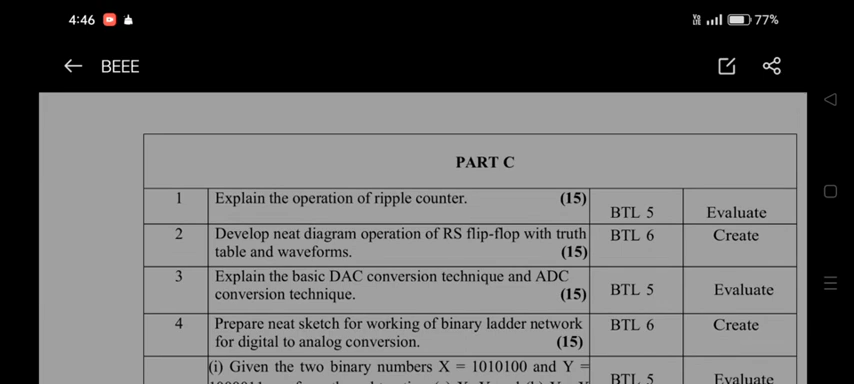 4:46 Vo LTE 77%
BEEE
PART C
1 Explain the operation of ripple counter. (15) BTL 5 Evaluate
2 Develop neat diagram operation of RS flip-flop with truth BTL 6 Create
table and waveforms. (15)
3 Explain the basic DAC conversion technique and ADC
conversion technique. (15) BTL 5 Evaluate
4 Prepare neat sketch for working of binary ladder network BTL 6 Create
for digital to analog conversion. (15)
(i) Given the two binary numbers X = 1010100 and Y =
BTL 5 Evaluate